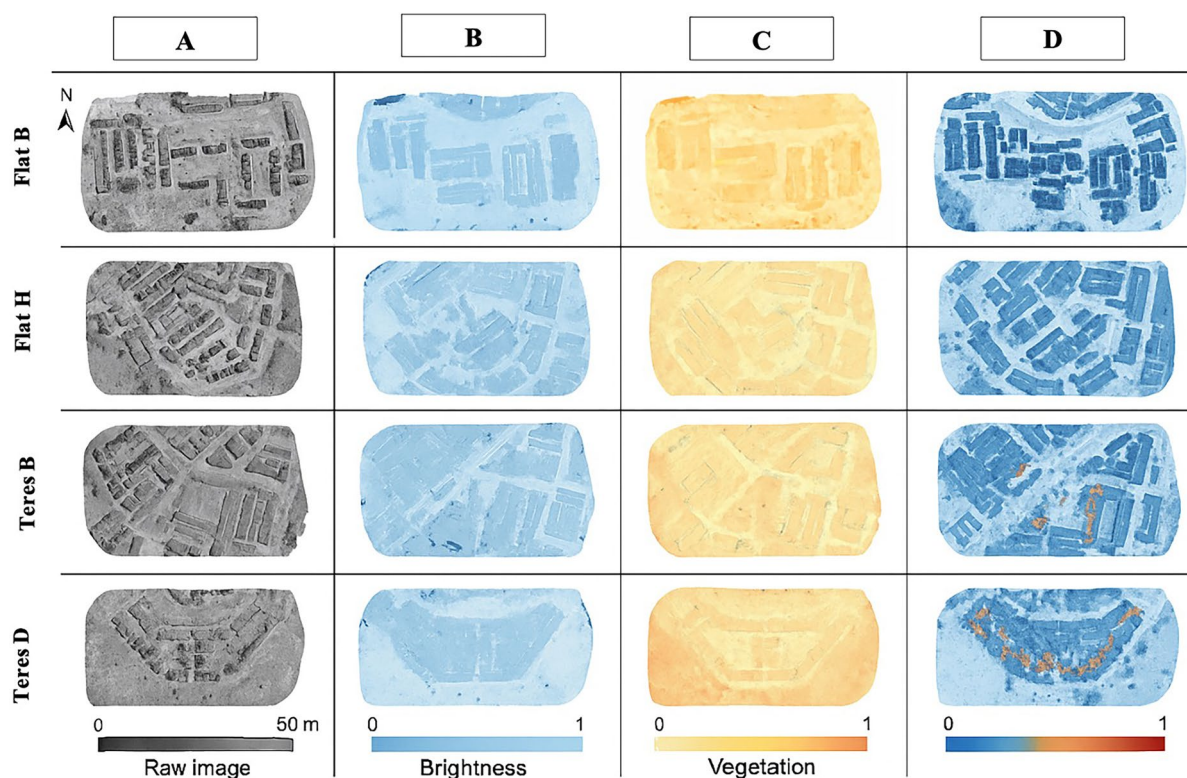 A B C D
N
Flat B
Flat H
Teres B
Teres D
0 50 m 0 1 0 1 0 1
Raw image Brightness Vegetation